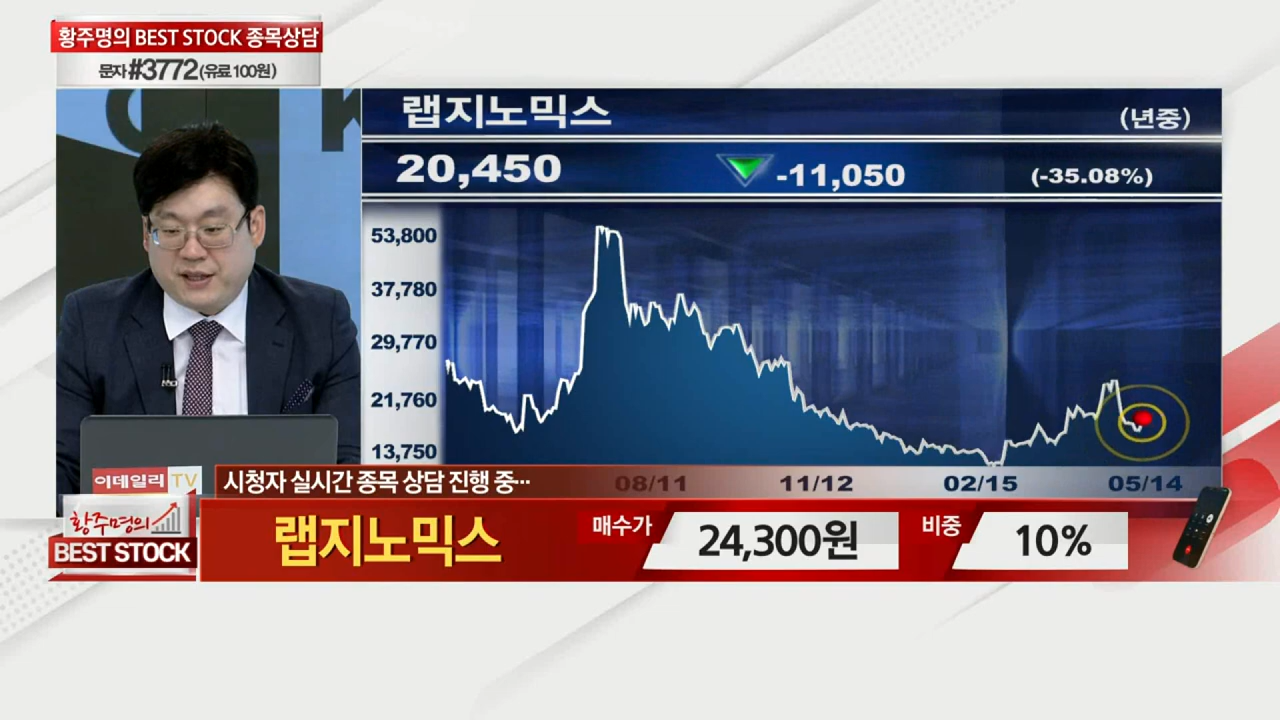 황주명의 BEST STOCK 종목상담
문자 #3772 (유료 100원)
랩지노믹스
(년중)
20,450
-11,050
(-35.08%)
53,800
37,780
29,770
21,760
13,750
08/11
11/12
02/15
05/14
이데일리 TV
시청자 실시간 종목 상담 진행 중…
황주명의
BEST STOCK
랩지노믹스
매수가
24,300원
비중
10%